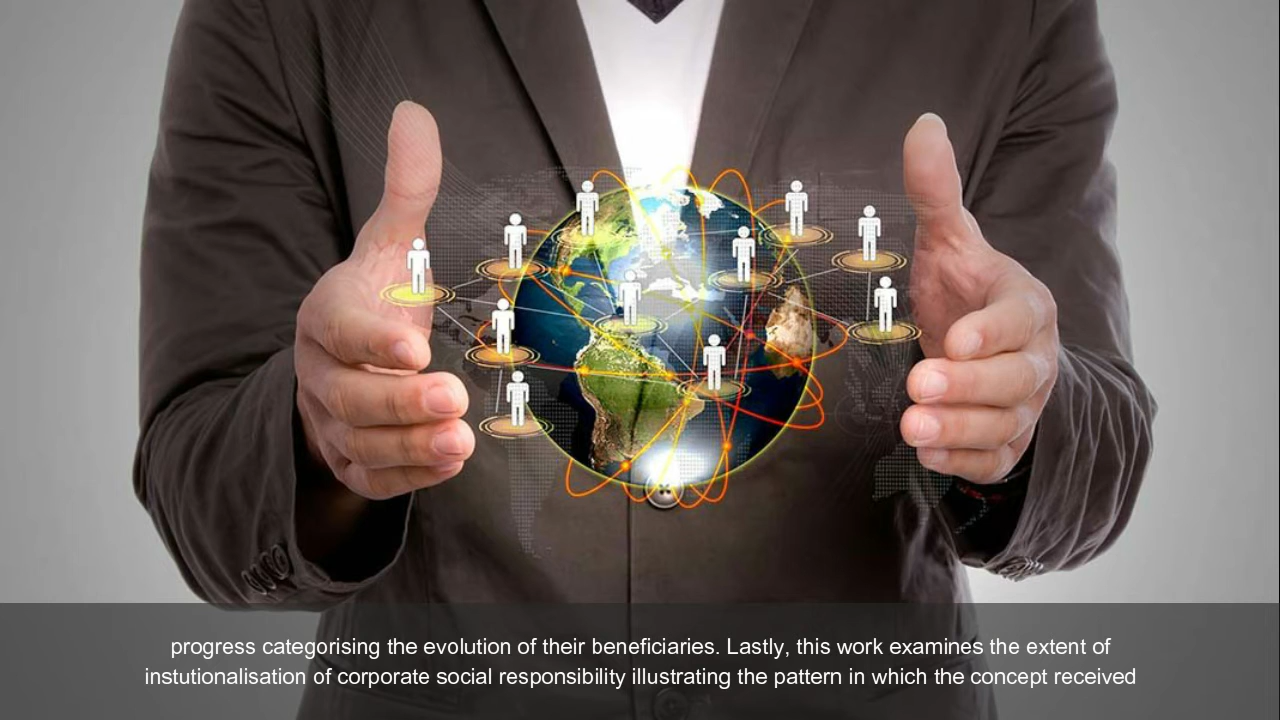 progress categorising the evolution of their beneficiaries. Lastly, this work examines the extent of
instutionalisation of corporate social responsibility illustrating the pattern in which the concept received